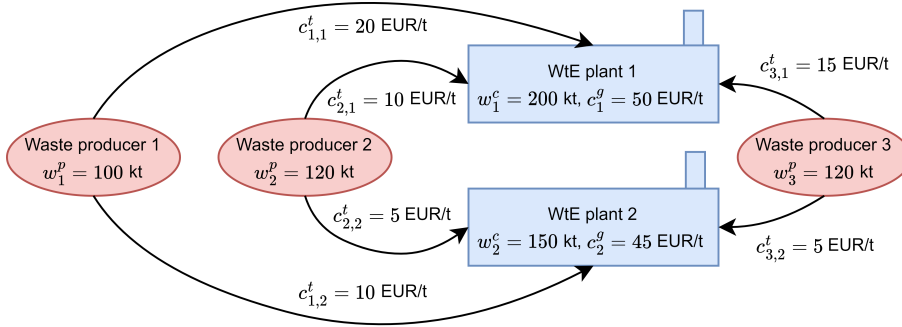 c^t_{1,1} = 20 EUR/t
WtE plant 1
w^c_1 = 200 kt, c^g_1 = 50 EUR/t
c^t_{3,1} = 15 EUR/t
c^t_{2,1} = 10 EUR/t
Waste producer 1
w^p_1 = 100 kt
Waste producer 2
w^p_2 = 120 kt
Waste producer 3
w^p_3 = 120 kt
c^t_{2,2} = 5 EUR/t
WtE plant 2
w^c_2 = 150 kt, c^g_2 = 45 EUR/t
c^t_{3,2} = 5 EUR/t
c^t_{1,2} = 10 EUR/t